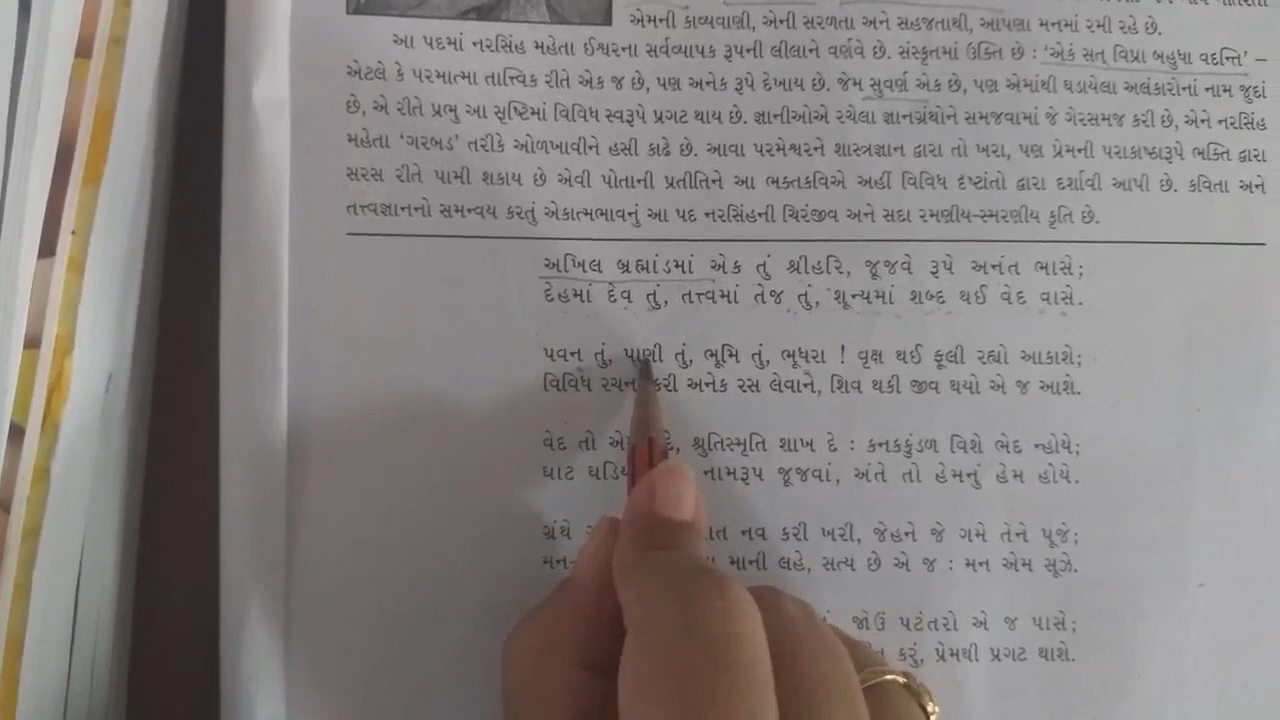 એમની કાવ્યવાણી, એની સરળતા અને સહજતાથી, આપણા મનમાં રમી રહે છે.
આ પદમાં નરસિંહ મહેતા ઈશ્વરના સર્વવ્યાપક રૂપની લીલાને વર્ણવે છે. સંસ્કૃતમાં ઉક્તિ છે : ‘એકં સત્ વિપ્રા બહુધા વદન્તિ’ –
એટલે કે પરમાત્મા તાત્ત્વિક રીતે એક જ છે, પણ અનેક રૂપે દેખાય છે. જેમ સુવર્ણ એક છે, પણ એમાંથી ઘડાયેલા અલંકારોનાં નામ જુદાં
છે, એ રીતે પ્રભુ આ સૃષ્ટિમાં વિવિધ સ્વરૂપે પ્રગટ થાય છે. જ્ઞાનીઓએ રચેલા જ્ઞાનગ્રંથોને સમજવામાં જે ગેરસમજ કરી છે, એને નરસિંહ
મહેતા ‘ગરબડ’ તરીકે ઓળખાવીને હસી કાઢે છે. આવા પરમેશ્વરને શાસ્ત્રજ્ઞાન દ્વારા તો ખરા, પણ પ્રેમની પરાકાષ્ઠારૂપે ભક્તિ દ્વારા
સરસ રીતે પામી શકાય છે એવી પોતાની પ્રતીતિને આ ભક્તકવિએ અહીં વિવિધ દૃષ્ટાંતો દ્વારા દર્શાવી આપી છે. કવિતા અને
તત્ત્વજ્ઞાનનો સમન્વય કરતું એકાત્મભાવનું આ પદ નરસિંહની ચિરંજીવ અને સદા રમણીય-સ્મરણીય કૃતિ છે.
અખિલ બ્રહ્માંડમાં એક તું શ્રીહરિ, જૂજવે રૂપે અનંત ભાસે;
દેહમાં દેવ તું, તત્ત્વમાં તેજ તું, શૂન્યમાં શબ્દ થઈ વેદ વાસે.
પવન તું, પાણી તું, ભૂમિ તું, ભૂધરા ! વૃક્ષ થઈ ફૂલી રહ્યો આકાશે;
વિવિધ રચના કરી અનેક રસ લેવાને, શિવ થકી જીવ થયો એ જ આશે.
વેદ તો શ્રુતિસ્મૃતિ શાખ દે : કનકકુંડળ વિશે ભેદ ન્હોયે;
ઘાટ નામરૂપ જૂજવાં, અંતે તો હેમનું હેમ હોયે.
ગ્રંથે નવ કરી ખરી, જેહને જે ગમે તેને પૂજે;
માની લહે, સત્ય છે એ જ : મન એમ સૂઝે.
જોઉં પટંતરો એ જ પાસે;
કરું, પ્રેમથી પ્રગટ થાશે.